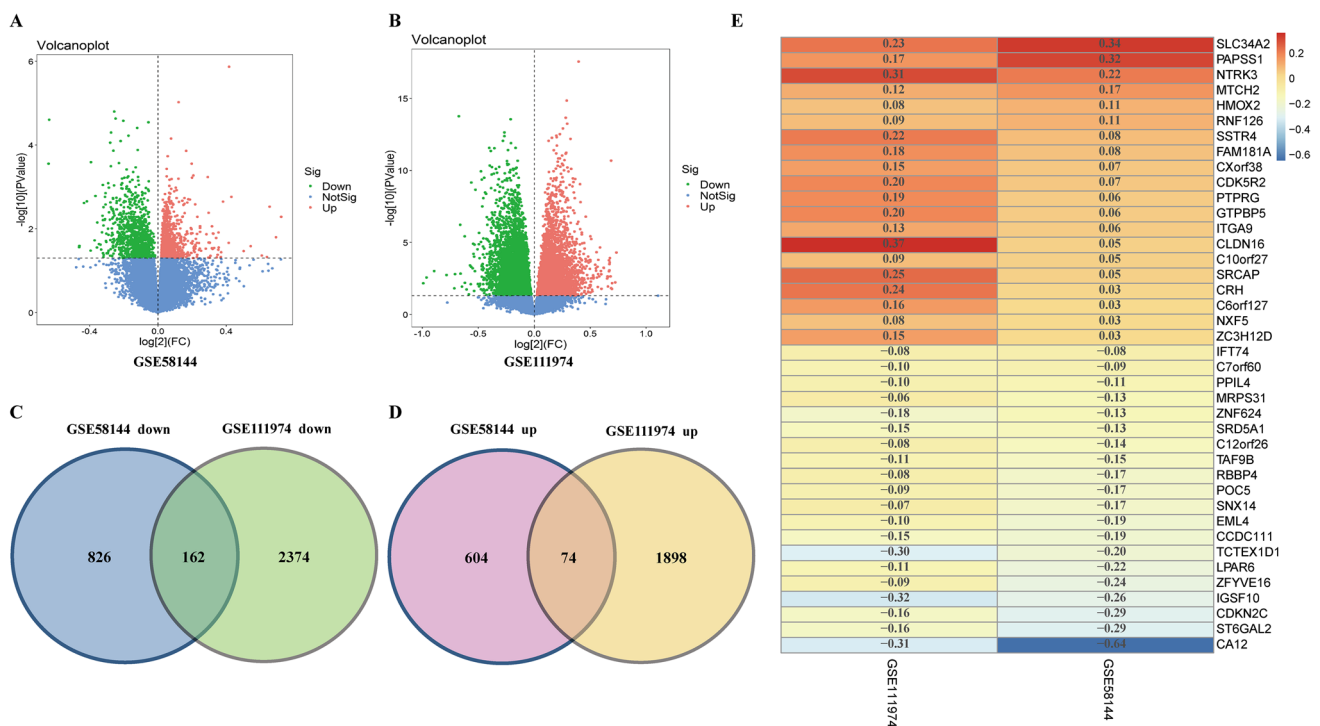 A
Volcanoplot
6
4
2
0
-log[10](PValue)
-0.4
0.0
0.4
log[2](FC)
GSE58144
Sig
Down
NotSig
Up
B
Volcanoplot
15
10
5
0
-log[10](PValue)
-1.0
-0.5
0.0
0.5
1.0
log[2](FC)
GSE111974
Sig
Down
NotSig
Up
C
GSE58144 down
GSE111974 down
826
162
2374
D
GSE58144 up
GSE111974 up
604
74
1898
E
0.23 0.34 SLC34A2
0.17 0.32 PAPSS1
0.31 0.22 NTRK3
0.12 0.17 MTCH2
0.08 0.11 HMOX2
0.09 0.11 RNF126
0.22 0.08 SSTR4
0.18 0.08 FAM181A
0.15 0.07 CXorf38
0.20 0.07 CDK5R2
0.19 0.06 PTPRG
0.20 0.06 GTPBP5
0.13 0.06 ITGA9
0.37 0.05 CLDN16
0.09 0.05 C10orf27
0.25 0.05 SRCAP
0.24 0.03 CRH
0.16 0.03 C6orf127
0.08 0.03 NXF5
0.15 0.03 ZC3H12D
−0.08 −0.08 IFT74
−0.10 −0.09 C7orf60
−0.10 −0.11 PPIL4
−0.06 −0.13 MRPS31
−0.18 −0.13 ZNF624
−0.15 −0.13 SRD5A1
−0.08 −0.14 C12orf26
−0.11 −0.15 TAF9B
−0.08 −0.17 RBBP4
−0.09 −0.17 POC5
−0.07 −0.17 SNX14
−0.10 −0.19 EML4
−0.15 −0.19 CCDC111
−0.30 −0.20 TCTEX1D1
−0.11 −0.22 LPAR6
−0.09 −0.24 ZFYVE16
−0.32 −0.26 IGSF10
−0.16 −0.29 CDKN2C
−0.16 −0.29 ST6GAL2
−0.31 −0.64 CA12
GSE111974
GSE58144
0.2
0
−0.2
−0.4
−0.6